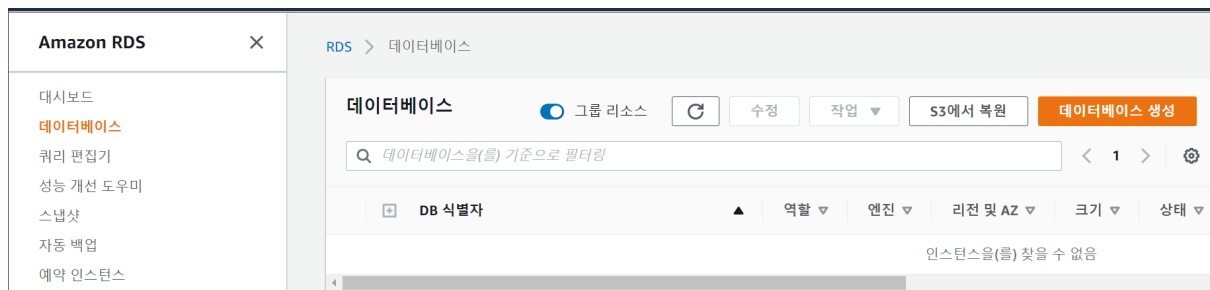 Amazon RDS
대시보드
데이터베이스
쿼리 편집기
성능 개선 도우미
스냅샷
자동 백업
예약 인스턴스
RDS > 데이터베이스
데이터베이스 그룹 리소스 수정 작업 S3에서 복원 데이터베이스 생성
데이터베이스을(를) 기준으로 필터링 1
DB 식별자 역할 엔진 리전 및 AZ 크기 상태
인스턴스을(를) 찾을 수 없음